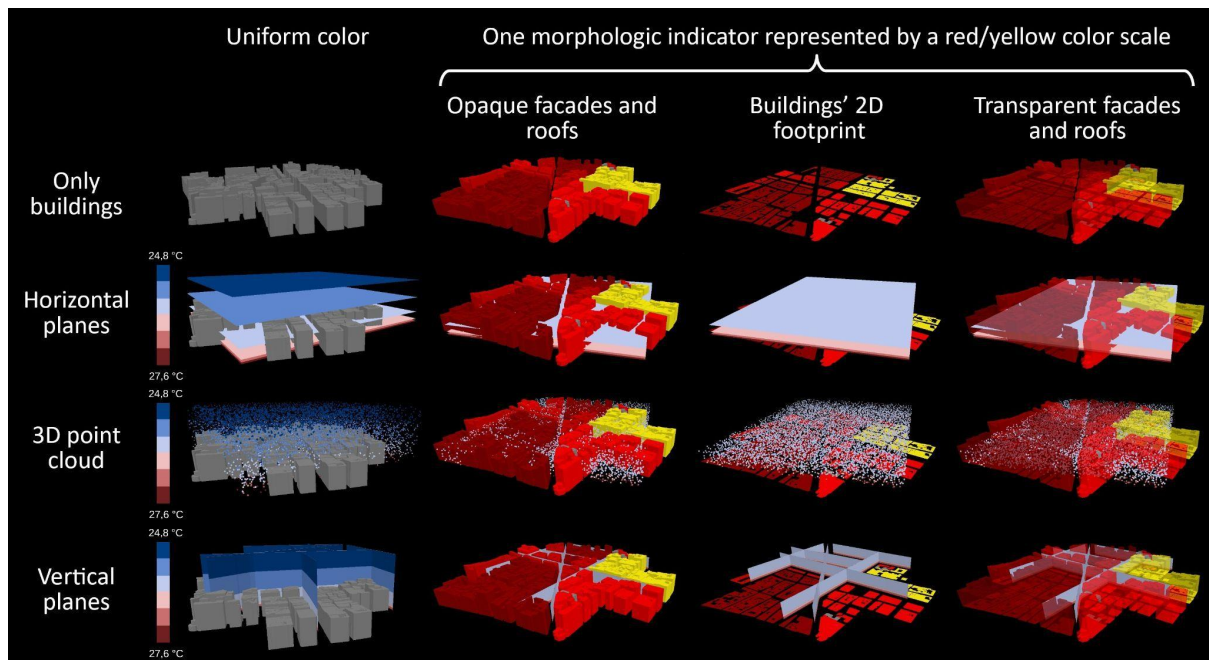 Uniform color
One morphologic indicator represented by a red/yellow color scale
Opaque facades and
roofs
Buildings' 2D
footprint
Transparent facades
and roofs
Only
buildings
24,8 °C
Horizontal
planes
27,6 °C
24,8 °C
3D point
cloud
27,6 °C
24,8 °C
Vertical
planes
27,6 °C